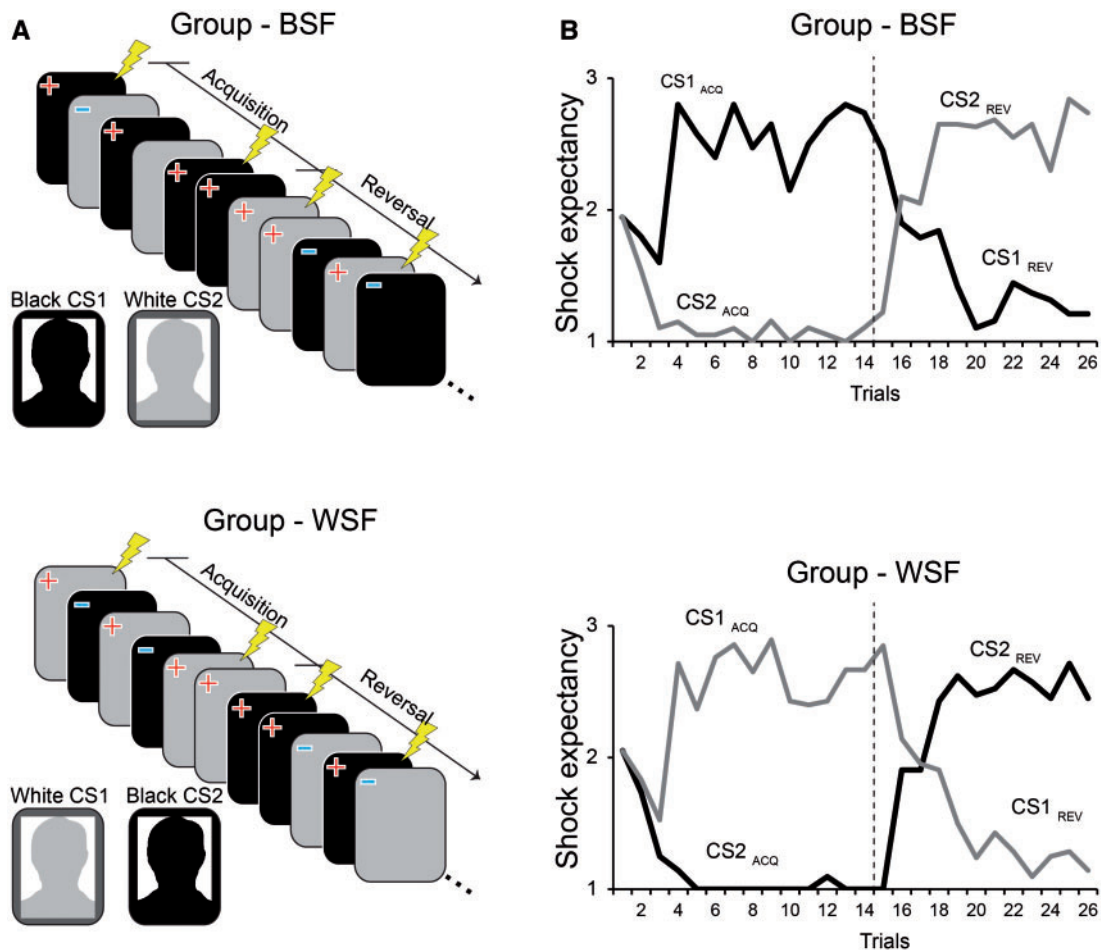 A
Group - BSF
Acquisition
Reversal
+
−
+
+
+
+
+
−
+
−
Black CS1 White CS2
B
Group - BSF
Shock expectancy
3
2
1
CS1 ACQ
CS2 REV
CS2 ACQ
CS1 REV
2 4 6 8 10 12 14 16 18 20 22 24 26
Trials
Group - WSF
Acquisition
Reversal
+
−
+
−
+
+
+
+
−
+
−
White CS1 Black CS2
Group - WSF
Shock expectancy
3
2
1
CS1 ACQ
CS2 REV
CS2 ACQ
CS1 REV
2 4 6 8 10 12 14 16 18 20 22 24 26
Trials